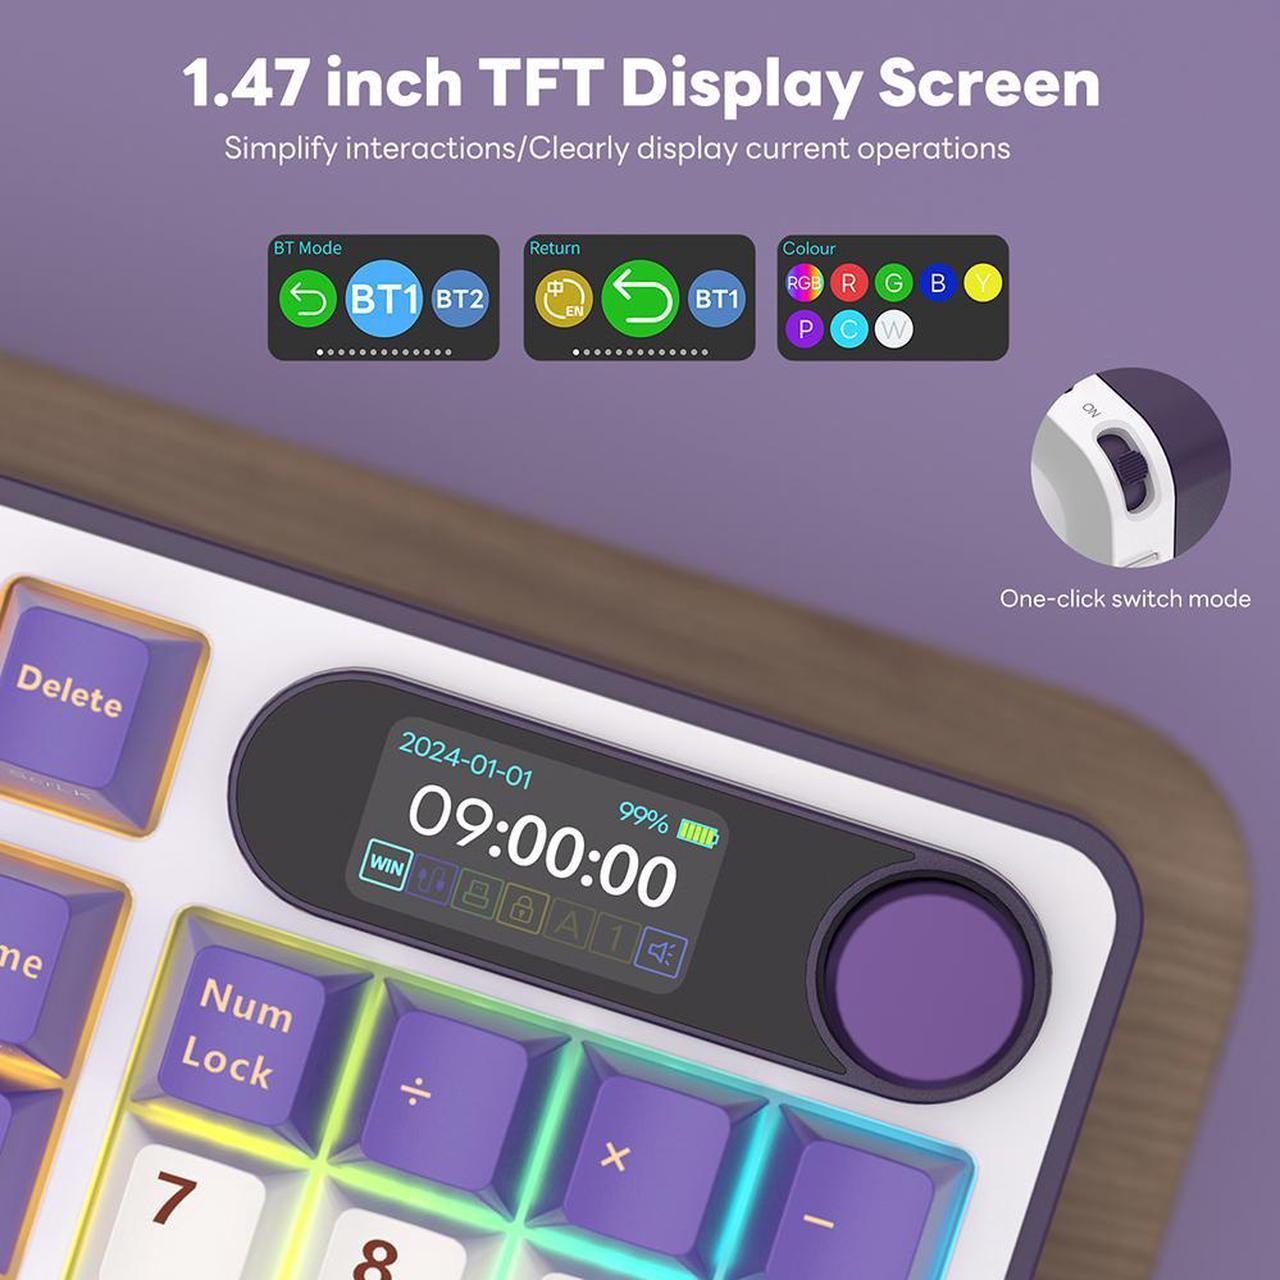 1.47 inch TFT Display Screen
Simplify interactions/Clearly display current operations
BT Mode
BT1
BT2
Return
中
EN
BT1
Colour
RGB R G B Y
P C W
ON
One-click switch mode
Delete
ScrLK
2024-01-01
99%
09:00:00
WIN
A
1
me
Num
Lock
÷
×
−
7
8